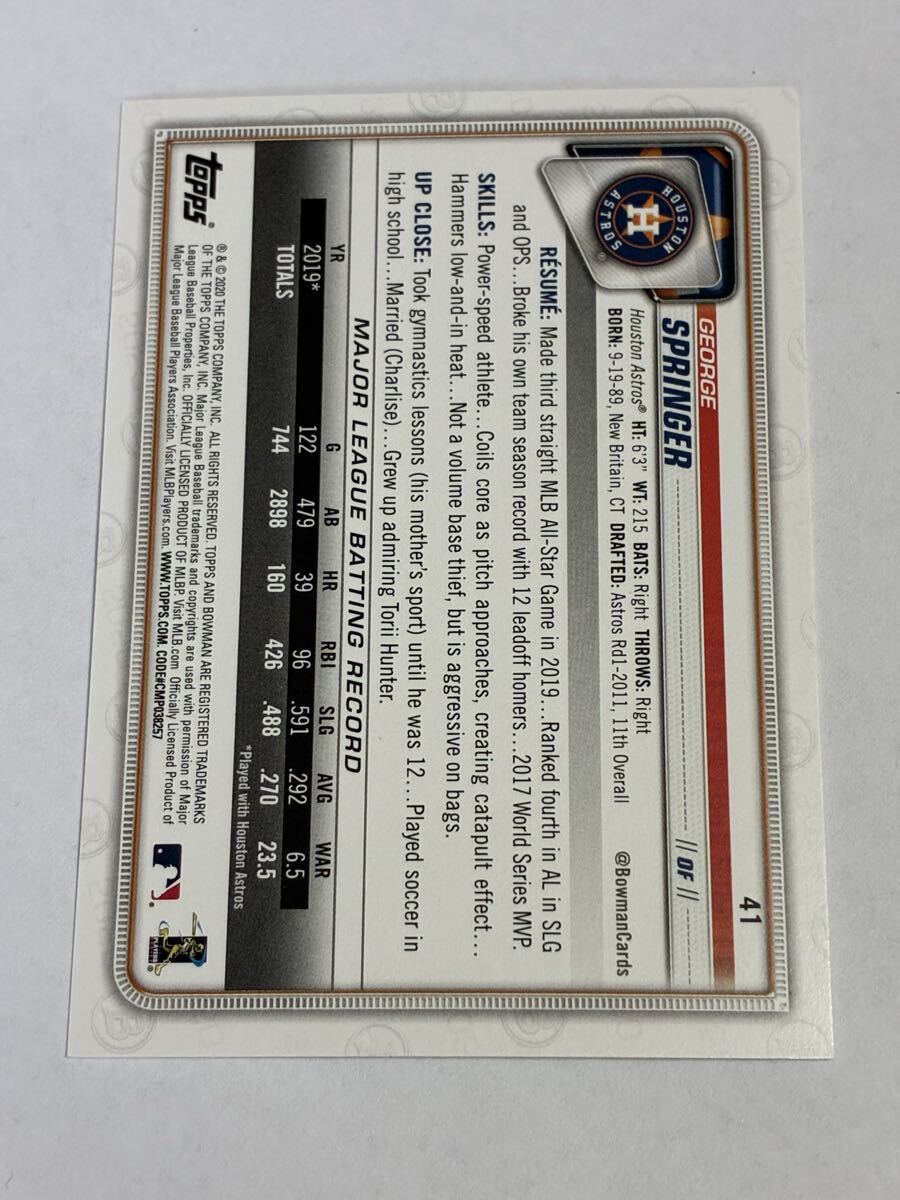 41
GEORGE
SPRINGER // OF //
HOUSTON ASTROS
H
®
Houston Astros® HT: 6'3" WT: 215 BATS: Right THROWS: Right
BORN: 9-19-89, New Britain, CT DRAFTED: Astros Rd1-2011, 11th Overall @BowmanCards
RÉSUMÉ: Made third straight MLB All-Star Game in 2019...Ranked fourth in AL in SLG
and OPS...Broke his own team season record with 12 leadoff homers...2017 World Series MVP.
SKILLS: Power-speed athlete...Coils core as pitch approaches, creating catapult effect...
Hammers low-and-in heat...Not a volume base thief, but is aggressive on bags.
UP CLOSE: Took gymnastics lessons (his mother's sport) until he was 12...Played soccer in
high school...Married (Charlise)...Grew up admiring Torii Hunter.
MAJOR LEAGUE BATTING RECORD
YR G AB HR RBI SLG AVG WAR
2019* 122 479 39 96 .591 .292 6.5
TOTALS 744 2898 160 426 .488 .270 23.5
*Played with Houston Astros
topps®
® & © 2020 THE TOPPS COMPANY, INC. ALL RIGHTS RESERVED. TOPPS AND BOWMAN ARE REGISTERED TRADEMARKS
OF THE TOPPS COMPANY, INC. Major League Baseball trademarks and copyrights are used with permission of Major
League Baseball Properties, Inc. OFFICIALLY LICENSED PRODUCT OF MLBP. Visit MLB.com Officially Licensed Product of
Major League Baseball Players Association. Visit MLBPlayers.com. WWW.TOPPS.COM. CODE#CMP038257